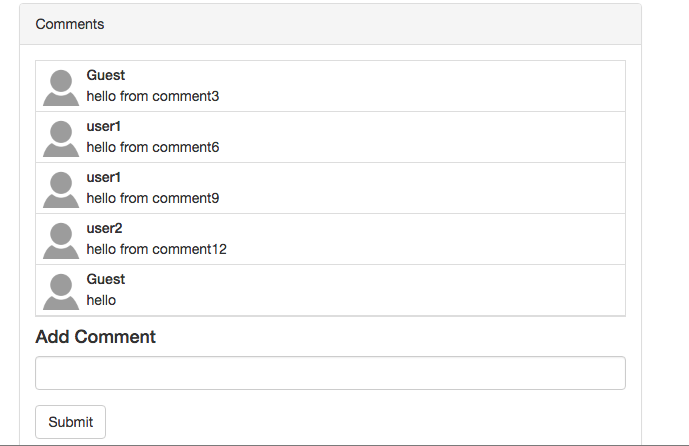 Comments
Guest
hello from comment3
user1
hello from comment6
user1
hello from comment9
user2
hello from comment12
Guest
hello
Add Comment
Submit